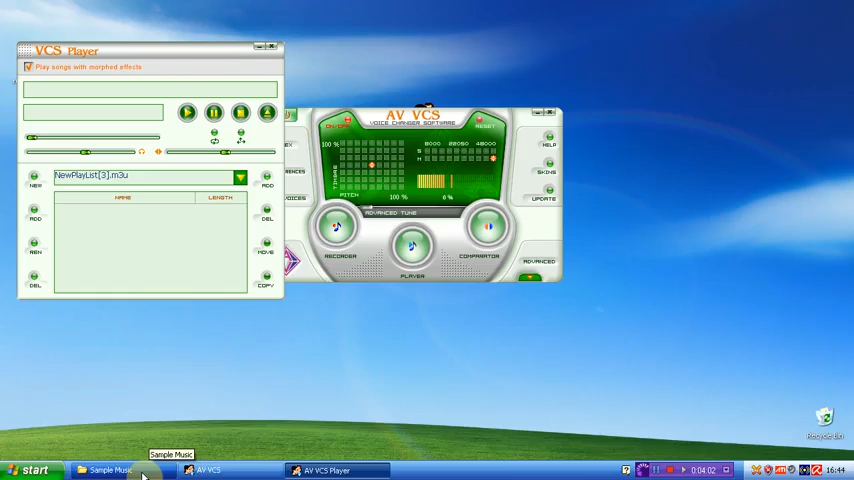 VCS Player
Play songs with morphed effects
NewPlayList[3].m3u
NAME LENGTH
NEW
ADD
REN
DEL
ADD
DEL
MOVE
COPY
AV VCS
VOICE CHANGER SOFTWARE
ON/OFF
RESET
100 %
TIMBRE
PITCH 100 % 0 %
8000 22050 48000
S
H
ADVANCED TUNE
HELP
SKINS
UPDATE
RECORDER
PLAYER
COMPARATOR
ADVANCED
Recycle Bin
Sample Music
start
Sample Music
AV VCS
AV VCS Player
0:04:02
16:44